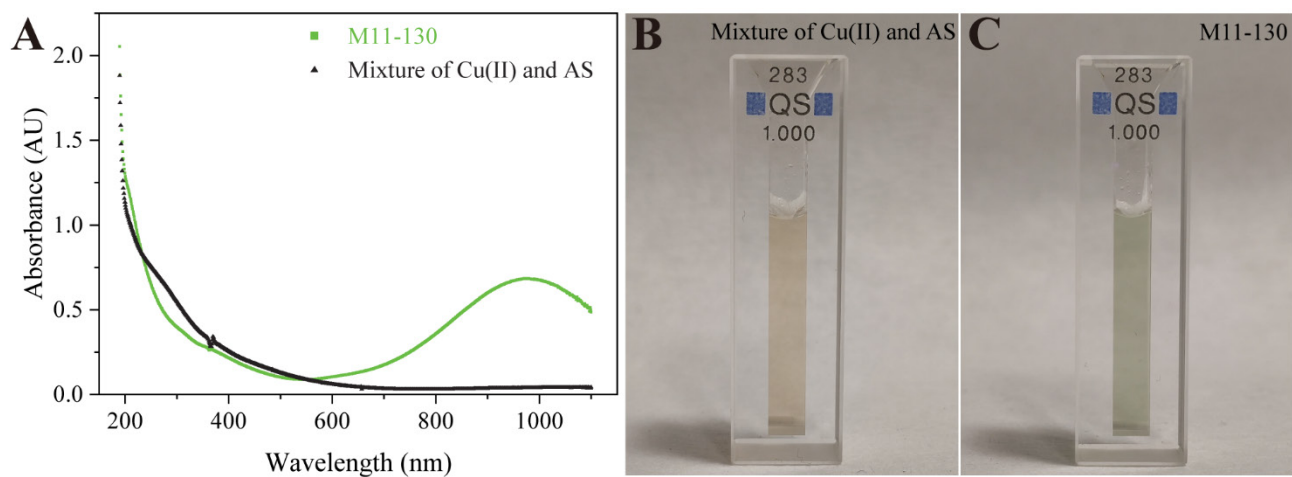 A
M11-130
Mixture of Cu(II) and AS
Absorbance (AU)
2.0
1.5
1.0
0.5
0.0
200
400
600
800
1000
Wavelength (nm)
B
Mixture of Cu(II) and AS
283
QS
1.000
C
M11-130
283
QS
1.000